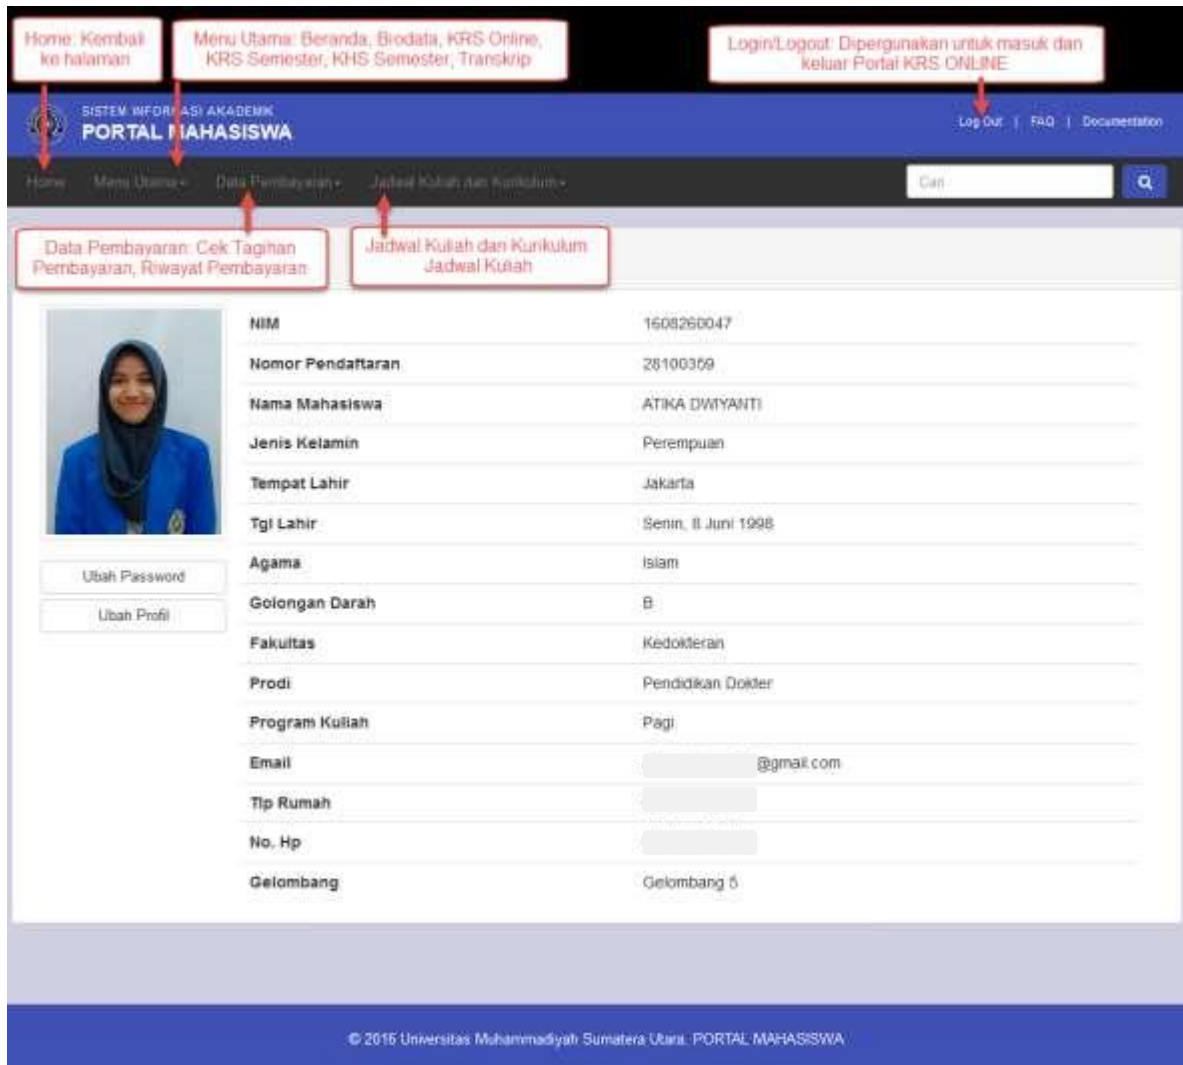 Home: Kembali
ke halaman
Menu Utama: Beranda, Biodata, KRS Online,
KRS Semester, KHS Semester, Transkrip
Login/Logout: Dipergunakan untuk masuk dan
keluar Portal KRS ONLINE
SISTEM INFORMASI AKADEMIK
PORTAL MAHASISWA
Log Out | FAQ | Documentation
Home Menu Utama Data Pembayaran Jadwal Kuliah dan Kurikulum
Cari
Data Pembayaran: Cek Tagihan
Pembayaran, Riwayat Pembayaran
Jadwal Kuliah dan Kurikulum
Jadwal Kuliah
NIM 1608260047
Nomor Pendaftaran 28100359
Nama Mahasiswa ATIKA DWIYANTI
Jenis Kelamin Perempuan
Tempat Lahir Jakarta
Tgl Lahir Senin, 8 Juni 1998
Agama Islam
Golongan Darah B
Fakultas Kedokteran
Prodi Pendidikan Dokter
Program Kuliah Pagi
Email @gmail.com
Tlp Rumah
No. Hp
Gelombang Gelombang 5
Ubah Password
Ubah Profil
© 2016 Universitas Muhammadiyah Sumatera Utara. PORTAL MAHASISWA